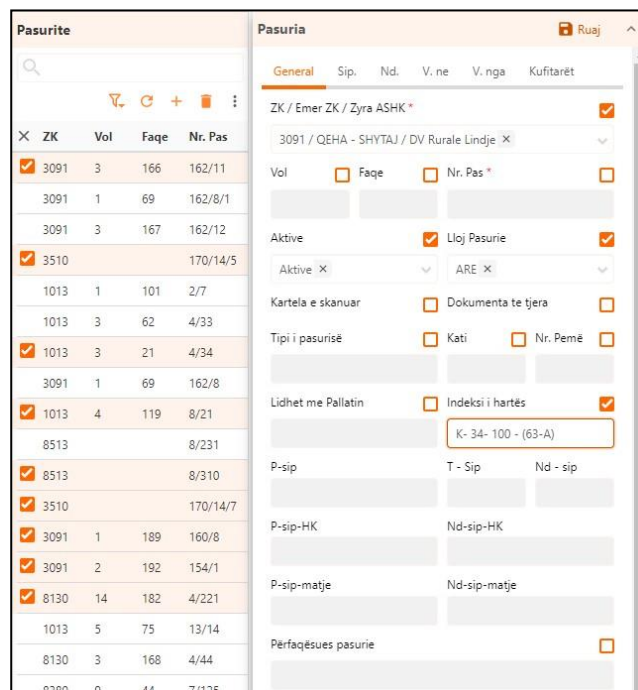 Pasurite
ZK Vol Faqe Nr. Pas
3091 3 166 162/11
3091 1 69 162/8/1
3091 3 167 162/12
3510 170/14/5
1013 1 101 2/7
1013 3 62 4/33
1013 3 21 4/34
3091 1 69 162/8
1013 4 119 8/21
8513 8/231
8513 8/310
3510 170/14/7
3091 1 189 160/8
3091 2 192 154/1
8130 14 182 4/221
1013 5 75 13/14
8130 3 168 4/44
Pasuria Ruaj
General Sip. Nd. V. ne V. nga Kufitarët
ZK / Emer ZK / Zyra ASHK *
3091 / QEHA - SHYTAJ / DV Rurale Lindje ×
Vol Faqe Nr. Pas *
Aktive Lloj Pasurie
Aktive × ARE ×
Kartela e skanuar Dokumenta te tjera
Tipi i pasurisë Kati Nr. Pemë
Lidhet me Pallatin Indeksi i hartës
K- 34- 100 - (63-A)
P-sip T - Sip Nd - sip
P-sip-HK Nd-sip-HK
P-sip-matje Nd-sip-matje
Përfaqësues pasurie